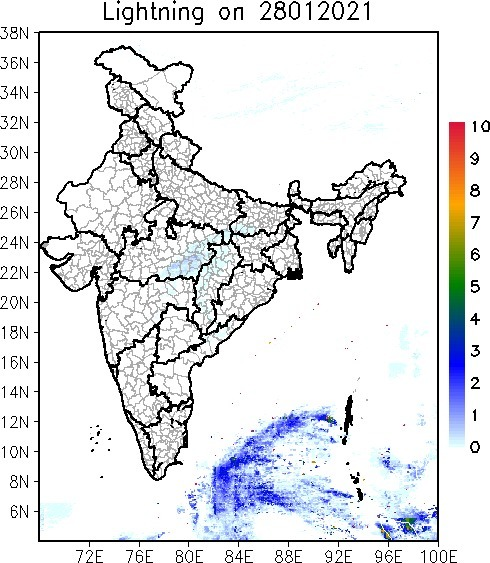 Lightning on 28012021
38N
36N
34N
32N
30N
28N
26N
24N
22N
20N
18N
16N
14N
12N
10N
8N
6N
72E 76E 80E 84E 88E 92E 96E 100E
10
9
8
7
6
5
4
3
2
1
0